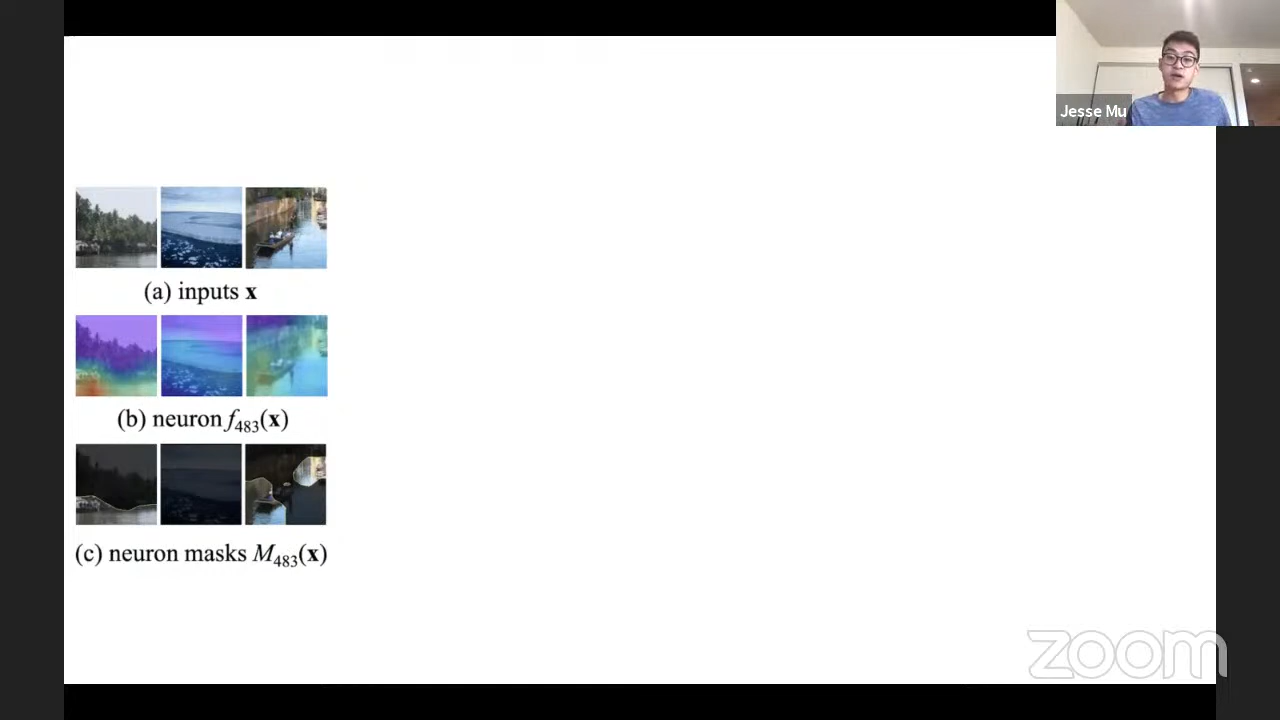 Jesse Mu
(a) inputs x
(b) neuron f₄₈₃(x)
(c) neuron masks M₄₈₃(x)
zoom